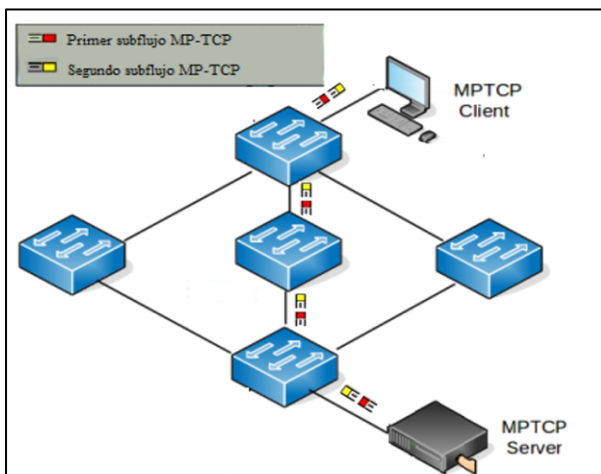 Primer subflujo MP-TCP
Segundo subflujo MP-TCP
MPTCP
Client
MPTCP
Server